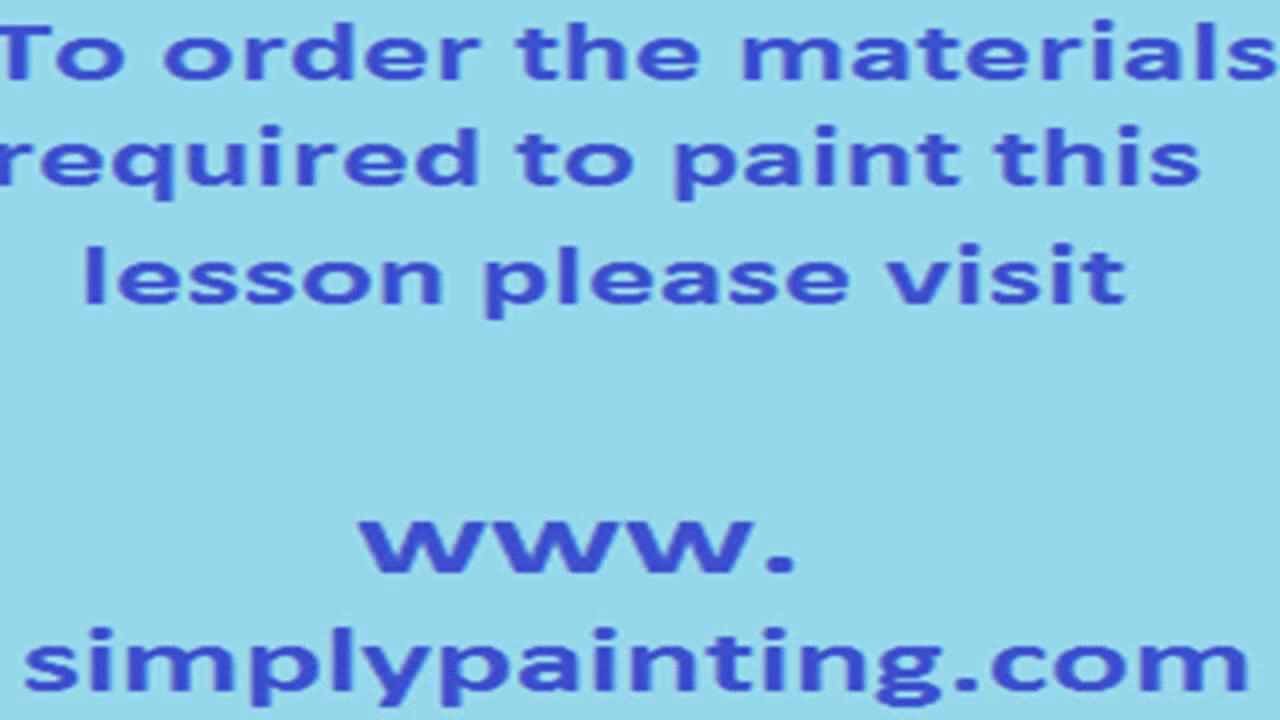 To order the materials
required to paint this
lesson please visit
www.
simplypainting.com